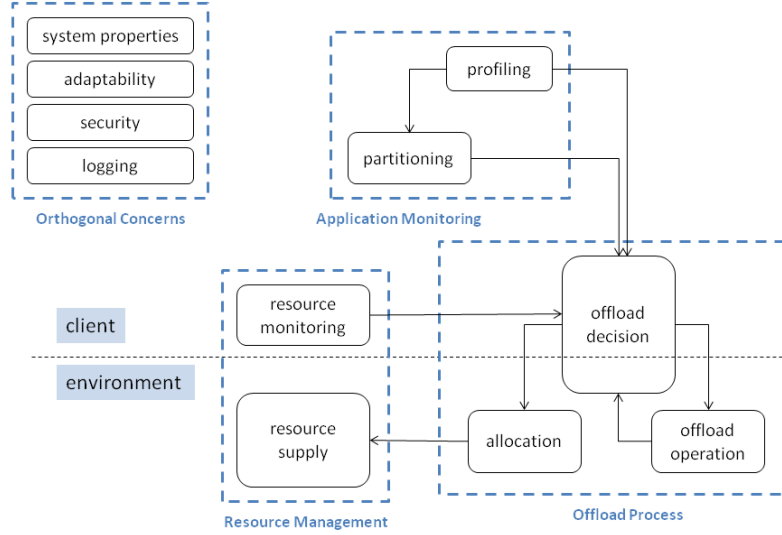 system properties
adaptability
security
logging
Orthogonal Concerns
profiling
partitioning
Application Monitoring
client
environment
resource
monitoring
resource
supply
Resource Management
offload
decision
allocation
offload
operation
Offload Process